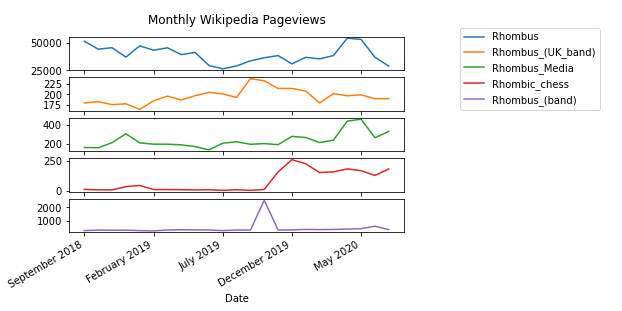 Monthly Wikipedia Pageviews
50000
25000
225
200
175
400
200
250
0
2000
1000
September 2018
February 2019
July 2019
December 2019
May 2020
Date
Rhombus
Rhombus_(UK_band)
Rhombus_Media
Rhombic_chess
Rhombus_(band)